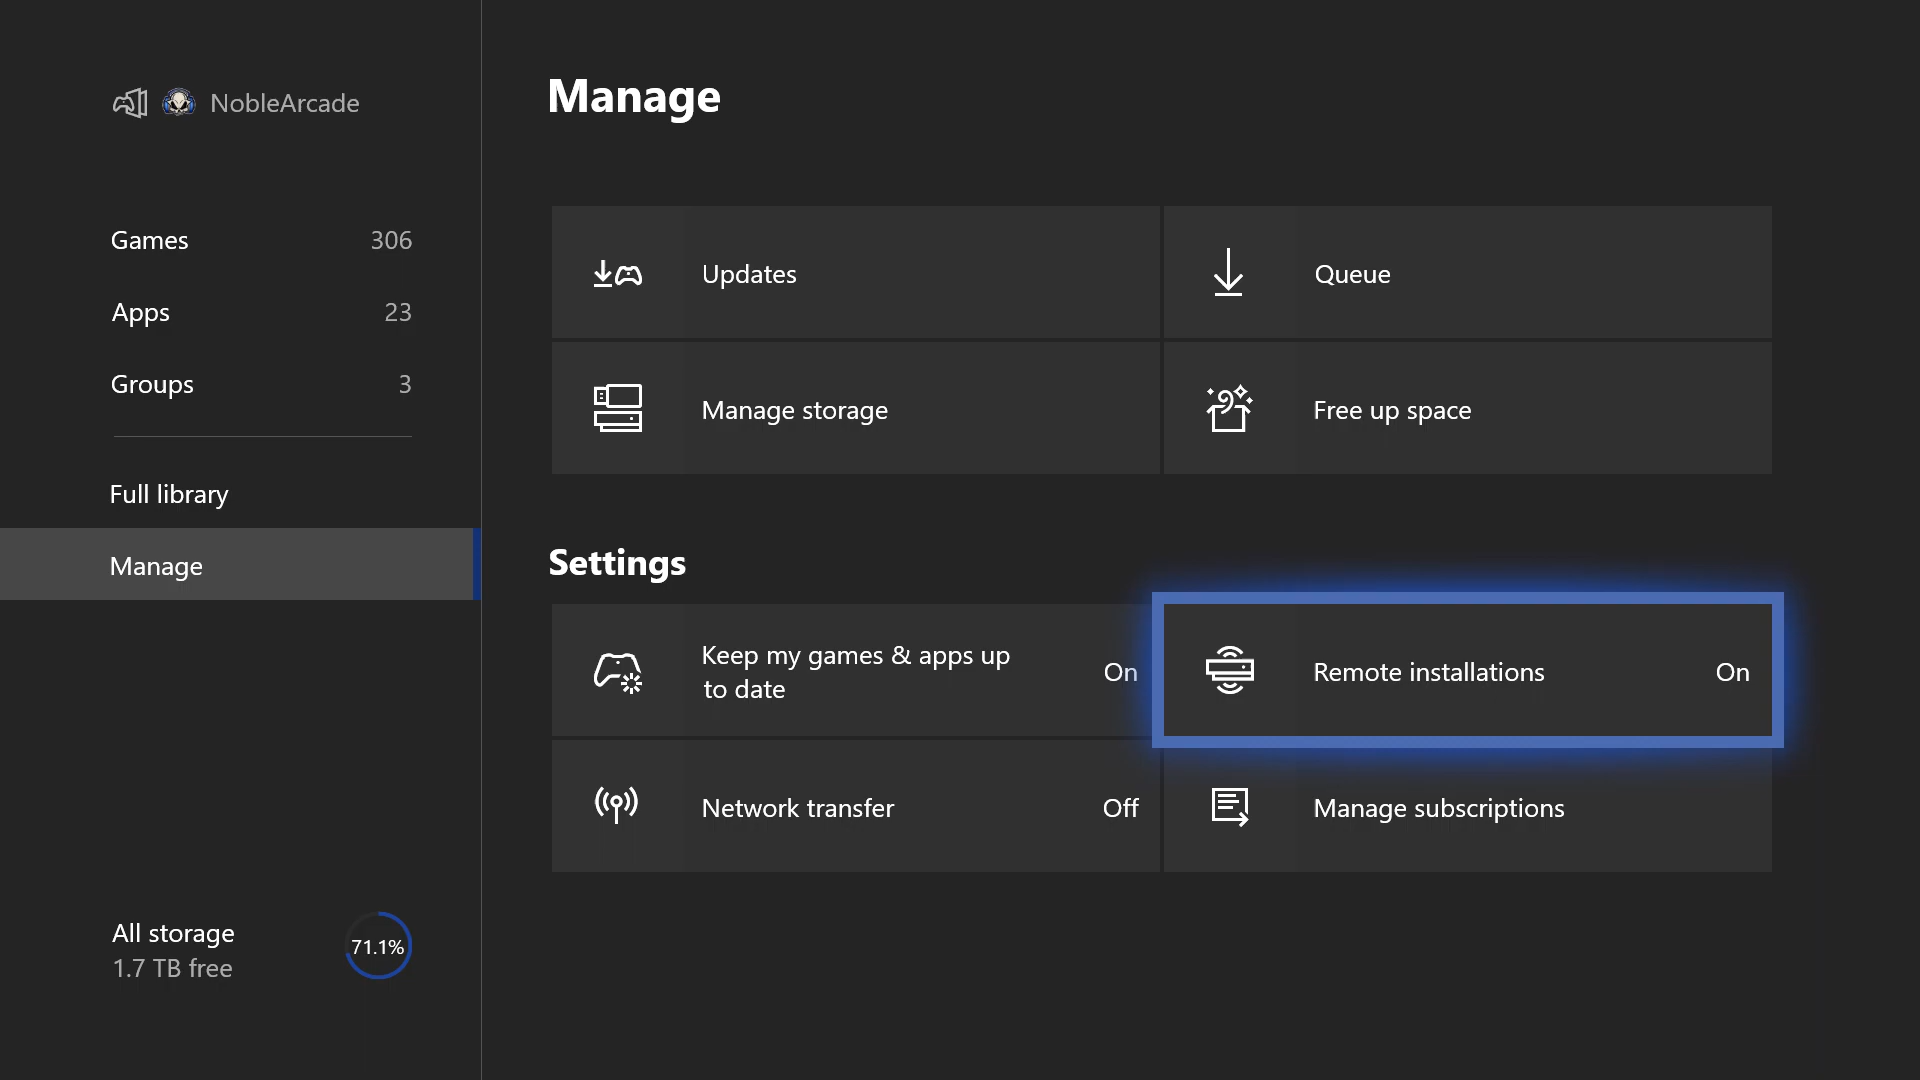 NobleArcade
Games 306
Apps 23
Groups 3
Full library
Manage
All storage
1.7 TB free
71.1%
Manage
Updates
Queue
Manage storage
Free up space
Settings
Keep my games & apps up
to date
On
Remote installations
On
Network transfer
Off
Manage subscriptions